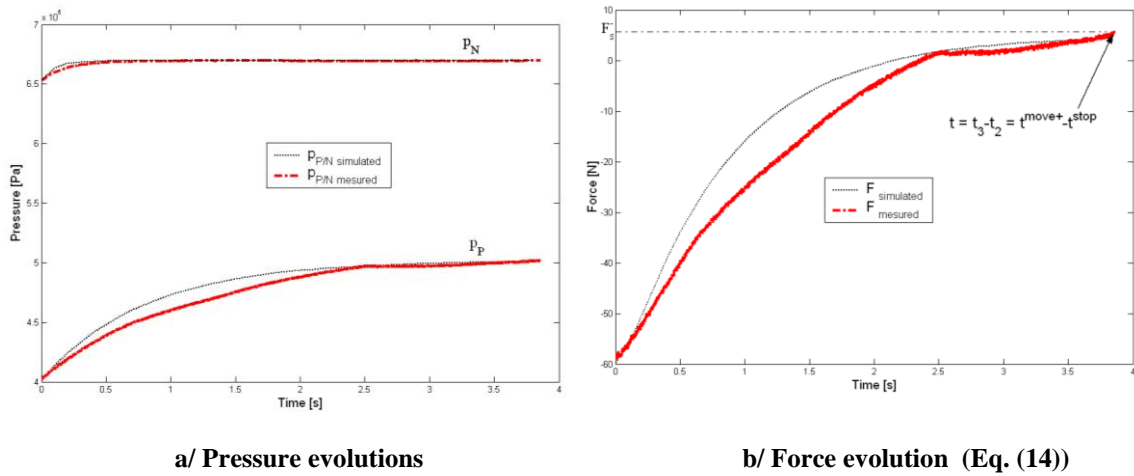 x 10
7
6.5
6
5.5
5
4.5
4
Pressure [Pa]
p_N
p_P/N simulated
p_P/N mesured
p_P
0 0.5 1 1.5 2 2.5 3 3.5 4
Time [s]
a/ Pressure evolutions
10
F_s
0
-10
-20
-30
-40
-50
-60
Force [N]
t = t_3-t_2 = t^move+-t^stop
F_simulated
F_mesured
0 0.5 1 1.5 2 2.5 3 3.5 4
Time [s]
b/ Force evolution (Eq. (14))